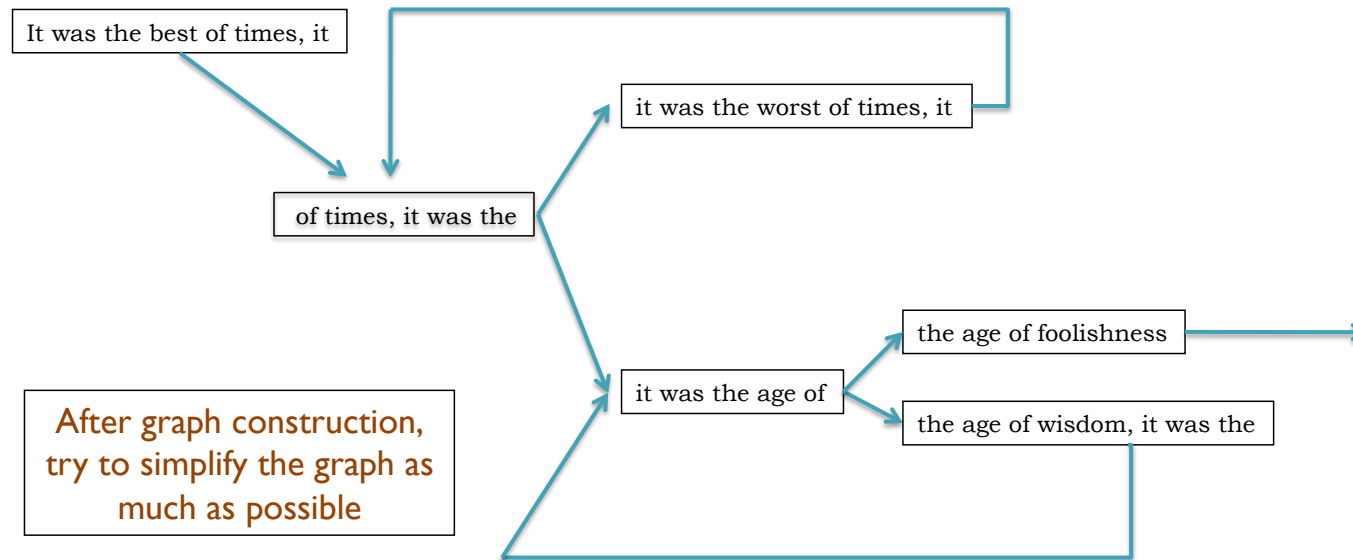 It was the best of times, it
it was the worst of times, it
of times, it was the
the age of foolishness
it was the age of
the age of wisdom, it was the
After graph construction,
try to simplify the graph as
much as possible